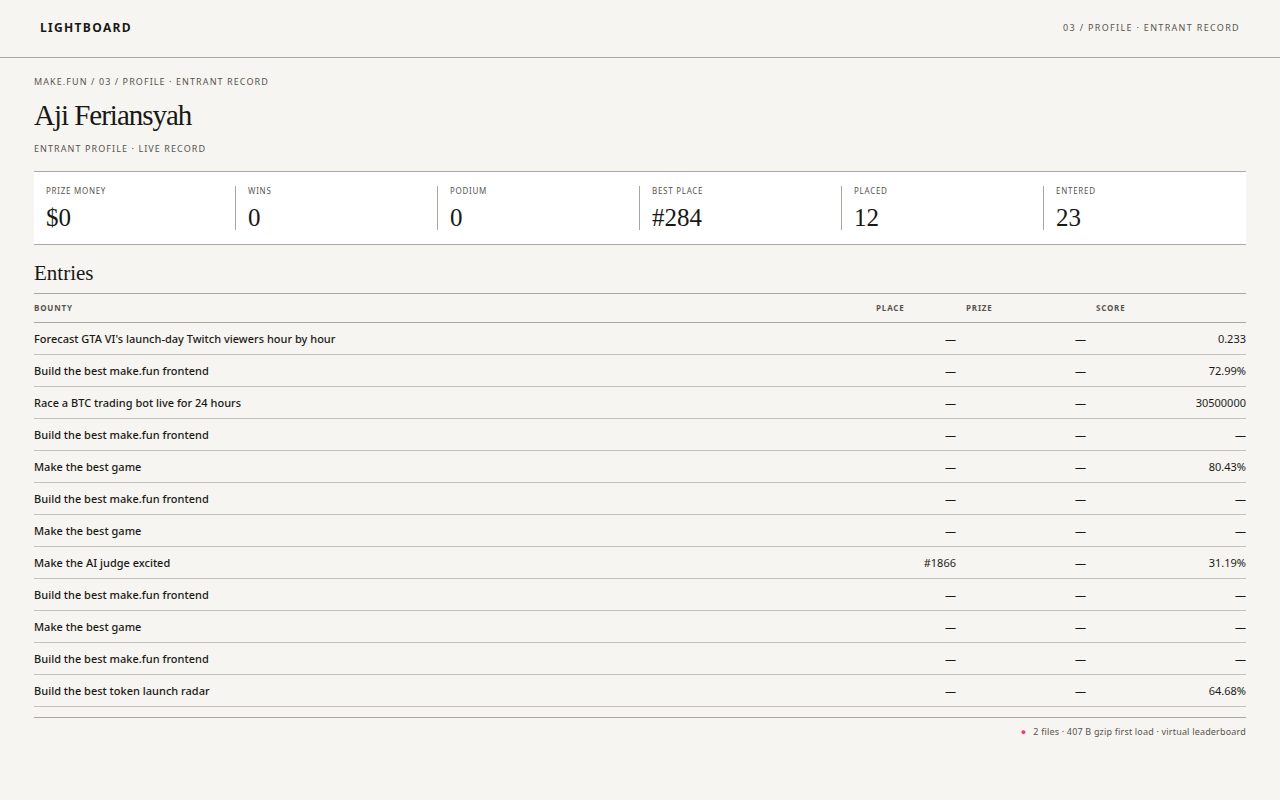 LIGHTBOARD 03 / PROFILE · ENTRANT RECORD
MAKE.FUN / 03 / PROFILE · ENTRANT RECORD
Aji Feriansyah
ENTRANT PROFILE · LIVE RECORD
PRIZE MONEY WINS PODIUM BEST PLACE PLACED ENTERED
$0 0 0 #284 12 23
Entries
BOUNTY PLACE PRIZE SCORE
Forecast GTA VI's launch-day Twitch viewers hour by hour — — 0.233
Build the best make.fun frontend — — 72.99%
Race a BTC trading bot live for 24 hours — — 30500000
Build the best make.fun frontend — — —
Make the best game — — 80.43%
Build the best make.fun frontend — — —
Make the best game — — —
Make the AI judge excited #1866 — 31.19%
Build the best make.fun frontend — — —
Make the best game — — —
Build the best make.fun frontend — — —
Build the best token launch radar — — 64.68%
● 2 files · 407 B gzip first load · virtual leaderboard